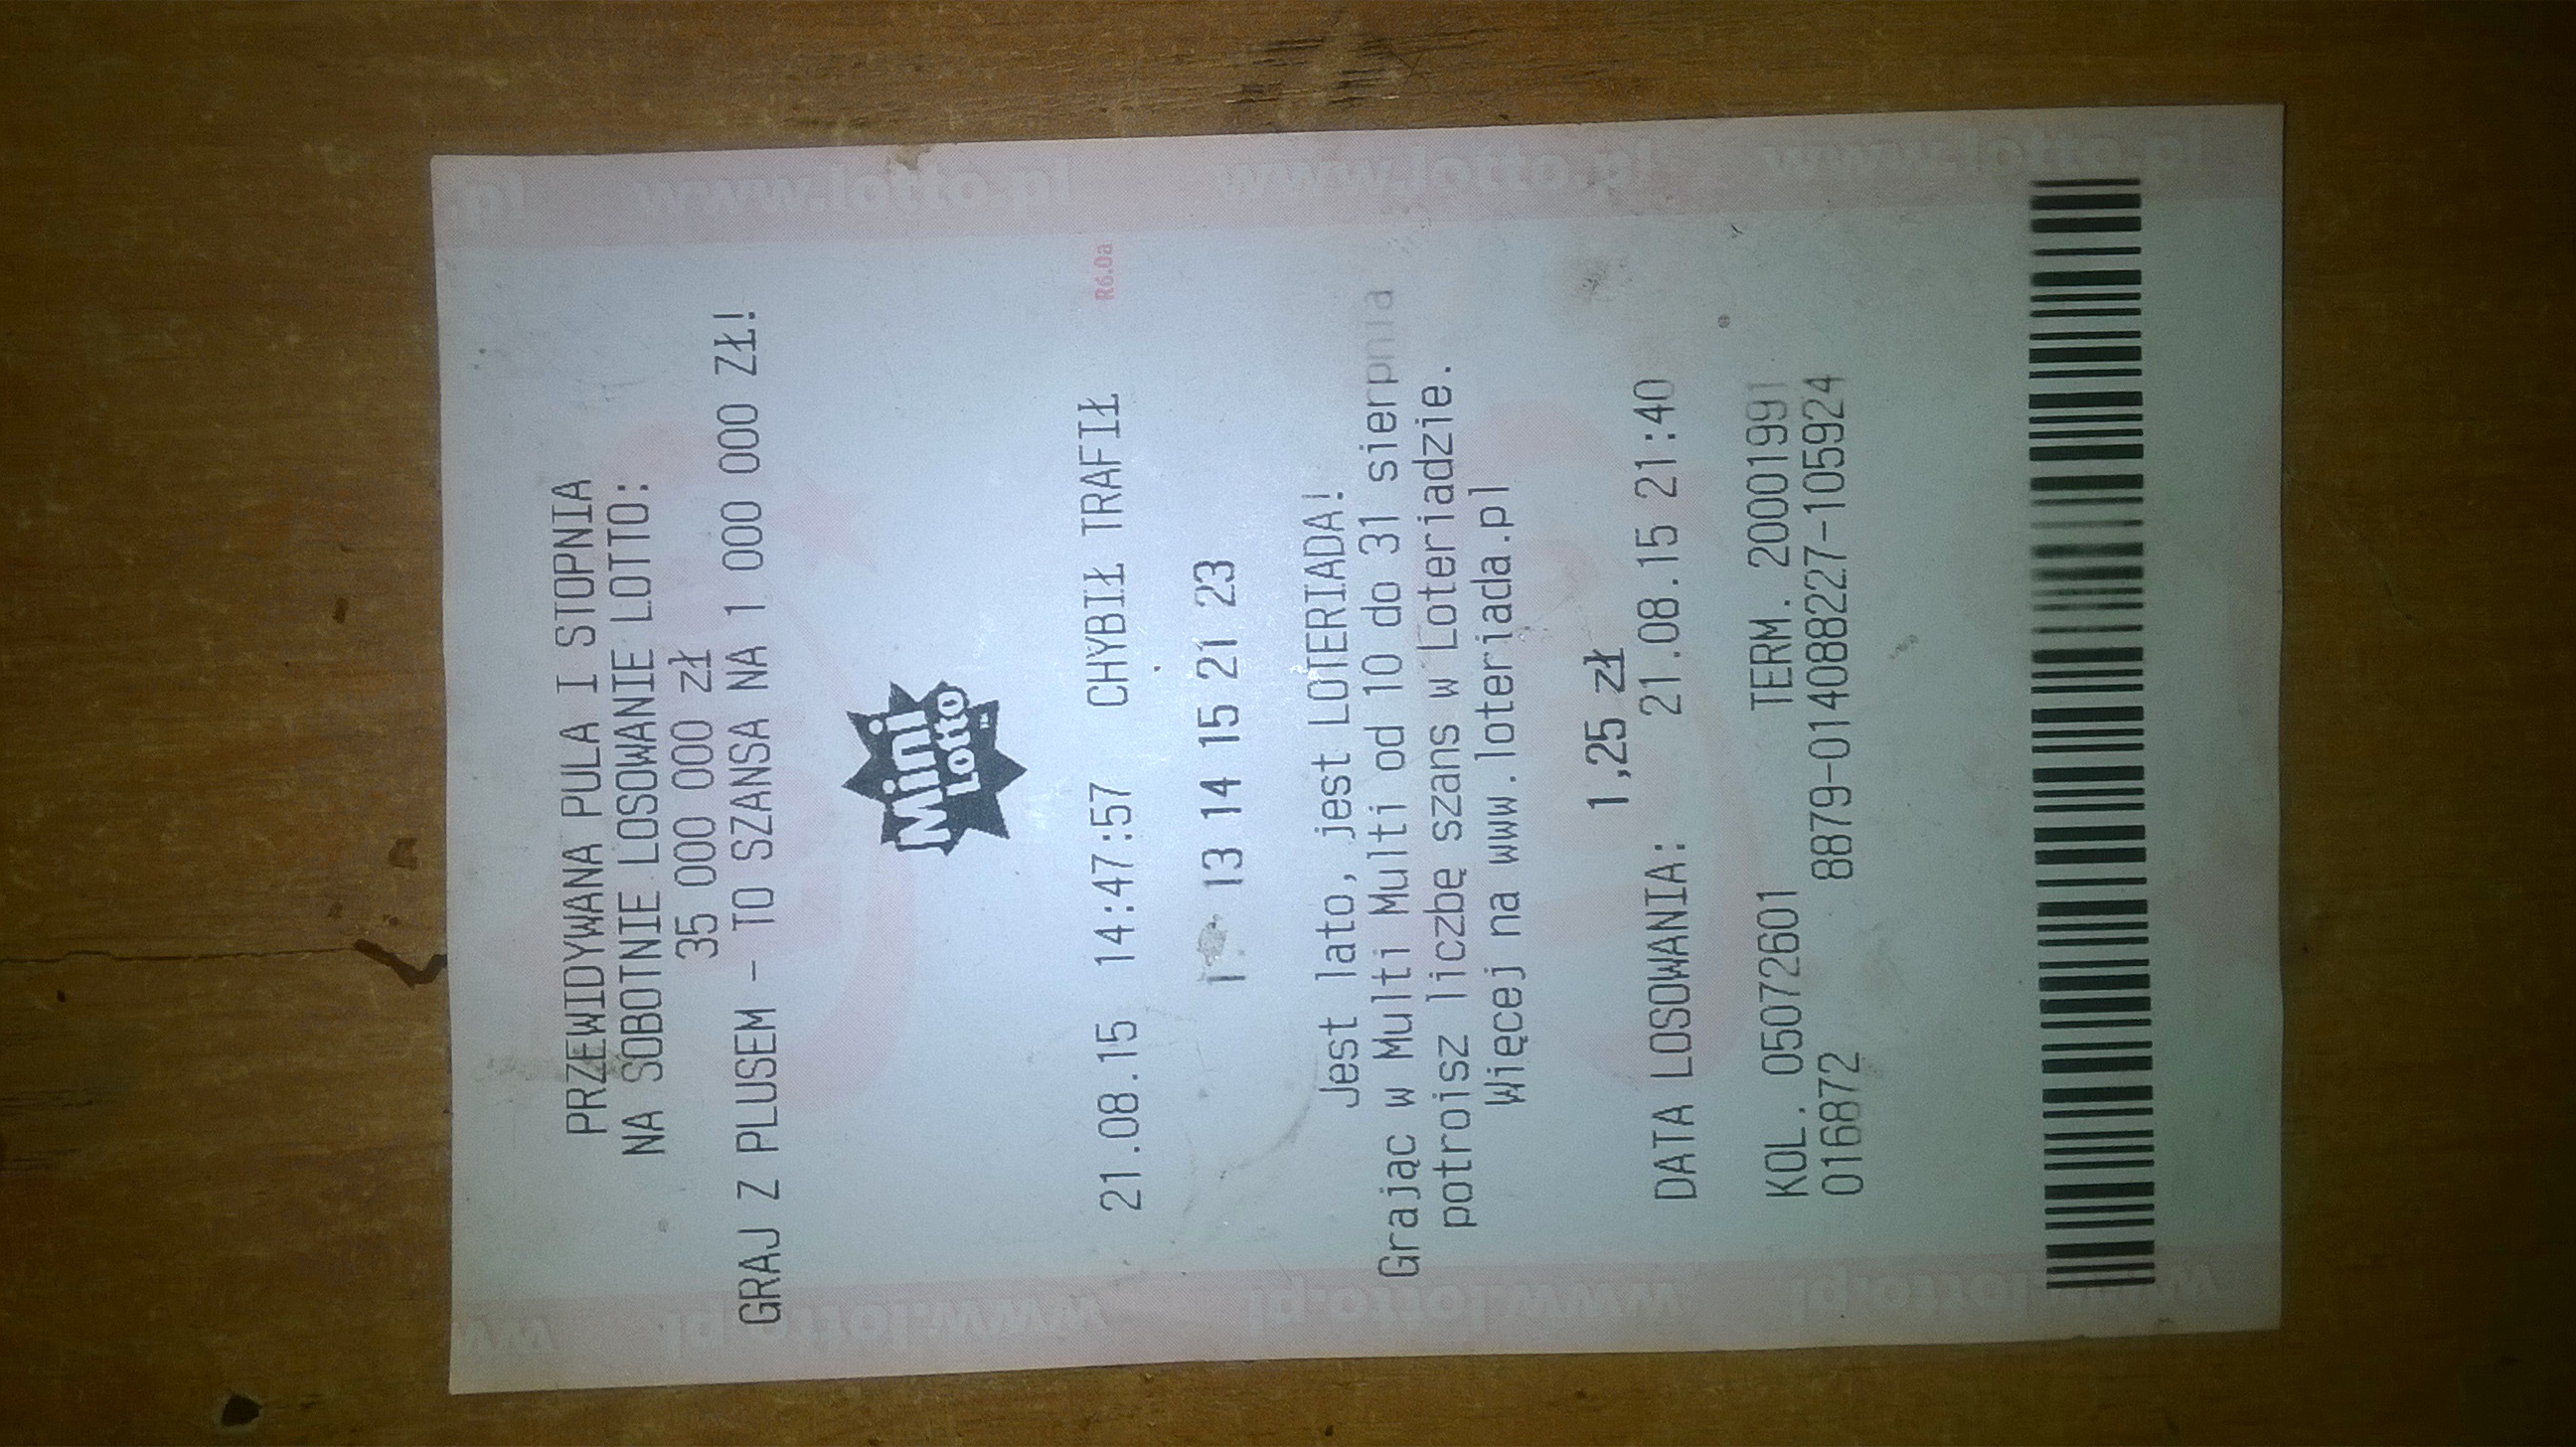 PRZEWIDYWANA PULA I STOPNIA
NA SOBOTNIE LOSOWANIE LOTTO:
35 000 000 zł
GRAJ Z PLUSEM - TO SZANSA NA 1 000 000 ZŁ!
Mini
Lotto
R6.0a
21.08.15 14:47:57 CHYBIŁ TRAFIŁ
13 14 15 21 23
Jest lato, jest LOTERIADA!
Grając w Multi Multi od 10 do 31 sierpnia
potroisz liczbę szans w Loteriadzie.
Więcej na www.loteriada.pl
1,25 zł
DATA LOSOWANIA: 21.08.15 21:40
KOL. 05072601 TERM. 20001991
016872 8879-014088227-105924
www.lotto.pl www.lotto.pl www.lotto.pl
www.lotto.pl www.lotto.pl www.lotto.pl